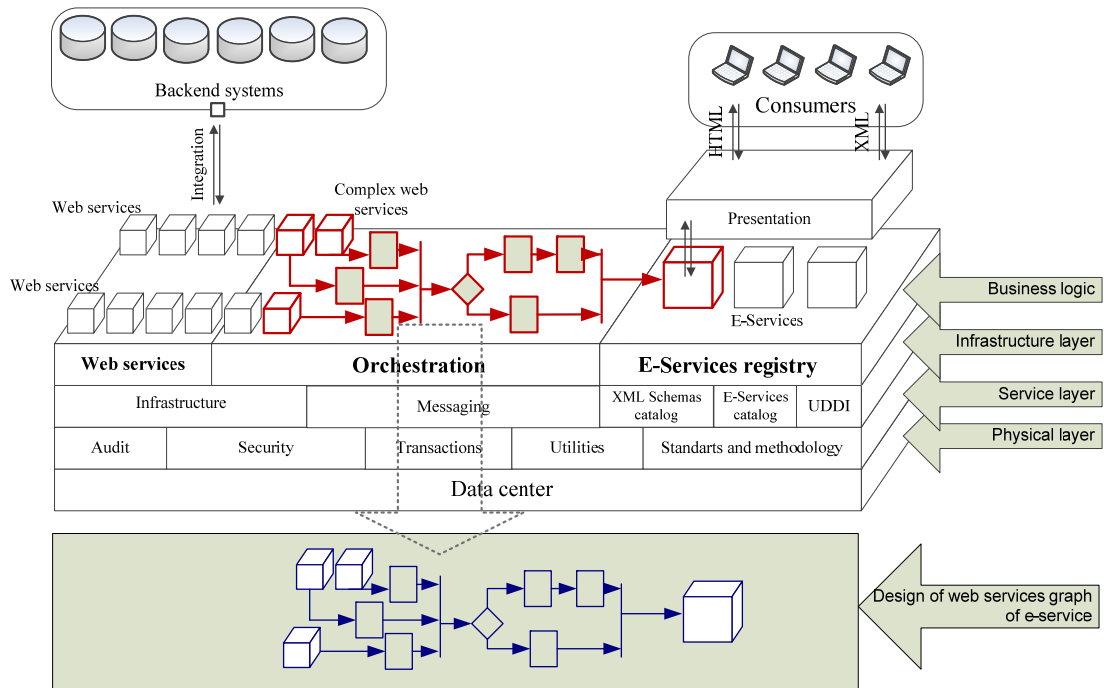 Backend systems
Consumers
Integration
HTML
XML
Complex web
services
Web services
Presentation
Web services
E-Services
Business logic
Infrastructure layer
Service layer
Physical layer
Web services
Orchestration
E-Services registry
Infrastructure
Messaging
XML Schemas
catalog
E-Services
catalog
UDDI
Audit
Security
Transactions
Utilities
Standarts and methodology
Data center
Design of web services graph
of e-service